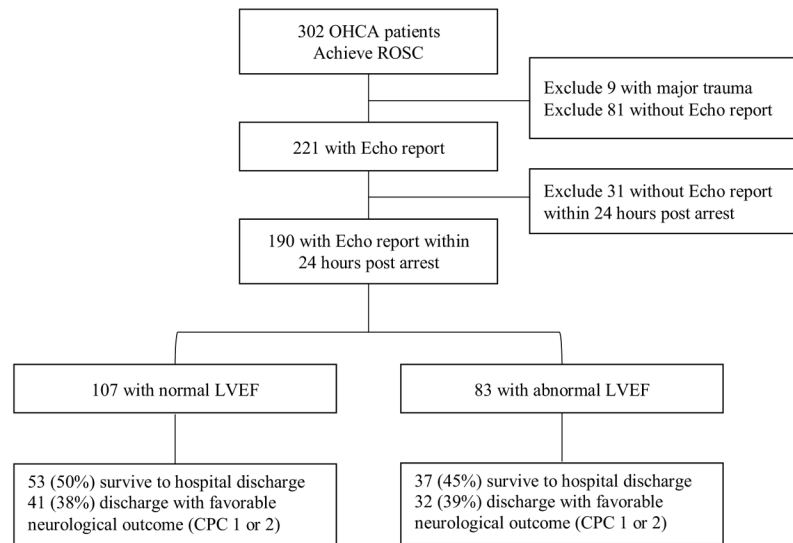 302 OHCA patients
Achieve ROSC
Exclude 9 with major trauma
Exclude 81 without Echo report
221 with Echo report
Exclude 31 without Echo report
within 24 hours post arrest
190 with Echo report within
24 hours post arrest
107 with normal LVEF
83 with abnormal LVEF
53 (50%) survive to hospital discharge
41 (38%) discharge with favorable
neurological outcome (CPC 1 or 2)
37 (45%) survive to hospital discharge
32 (39%) discharge with favorable
neurological outcome (CPC 1 or 2)